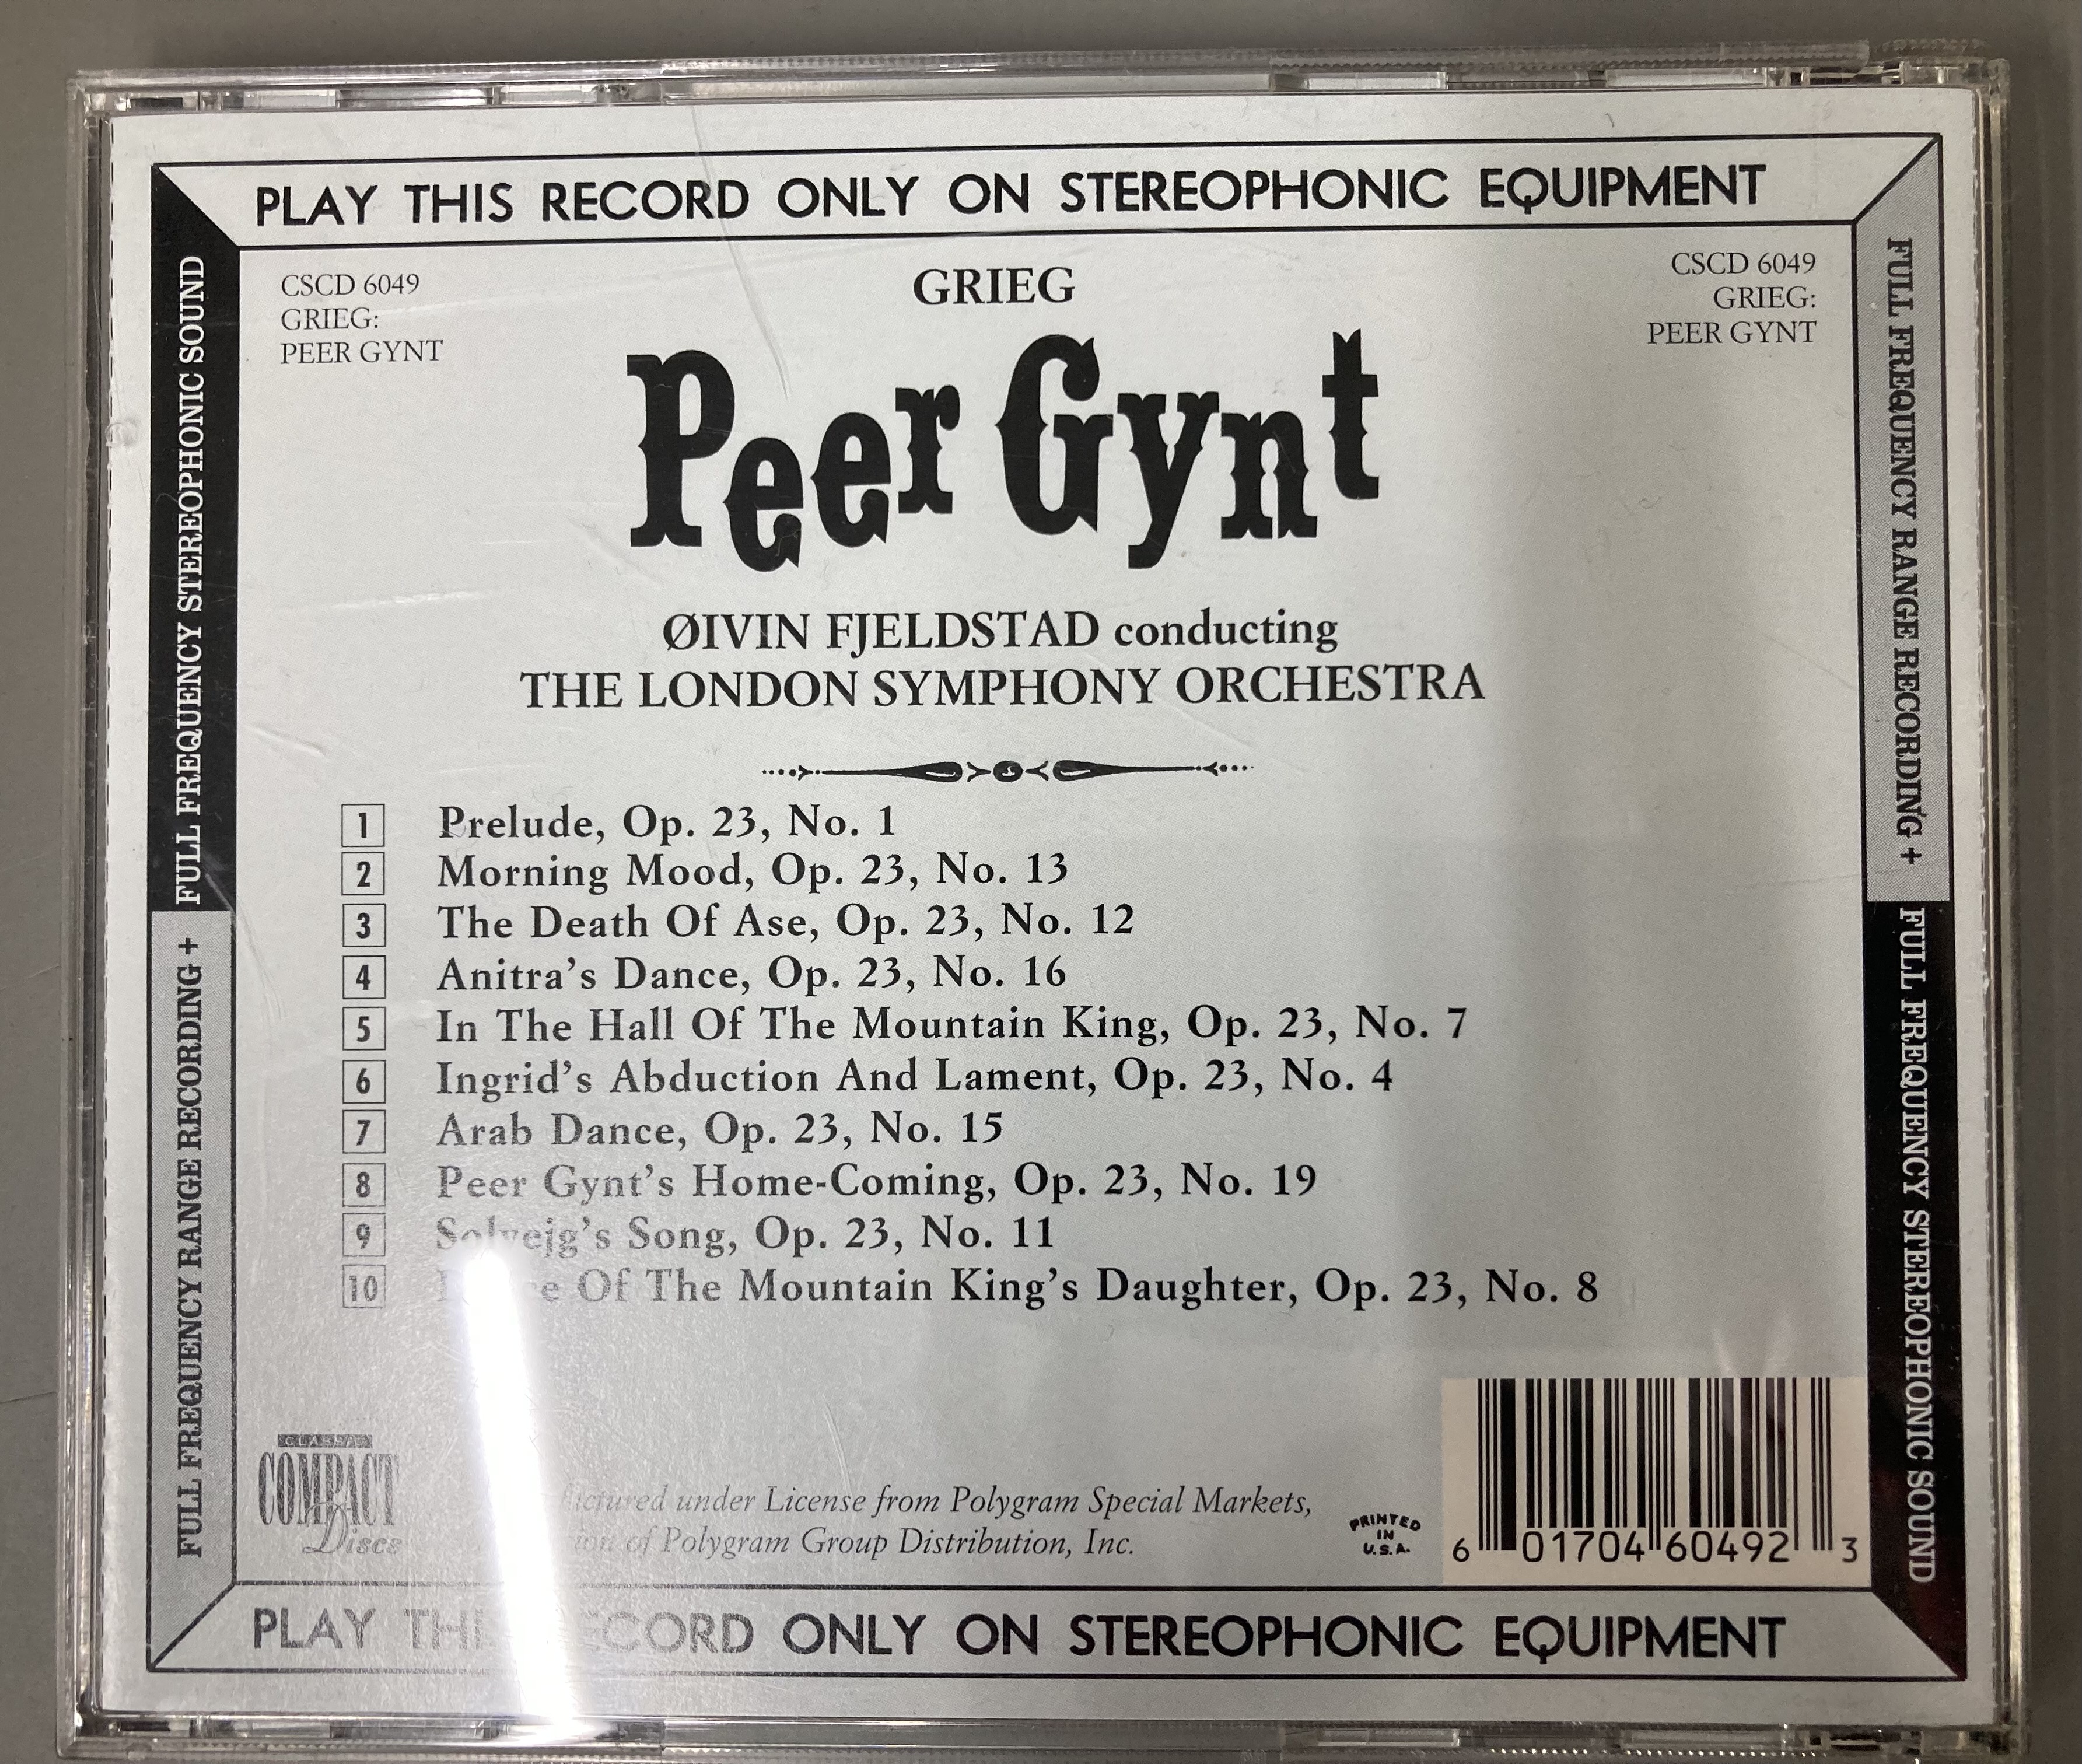 PLAY THIS RECORD ONLY ON STEREOPHONIC EQUIPMENT
FULL FREQUENCY RANGE RECORDING + FULL FREQUENCY STEREOPHONIC SOUND
CSCD 6049
GRIEG:
PEER GYNT
GRIEG
CSCD 6049
GRIEG:
PEER GYNT
Peer Gynt
ØIVIN FJELDSTAD conducting
THE LONDON SYMPHONY ORCHESTRA
1 Prelude, Op. 23, No. 1
2 Morning Mood, Op. 23, No. 13
3 The Death Of Ase, Op. 23, No. 12
4 Anitra's Dance, Op. 23, No. 16
5 In The Hall Of The Mountain King, Op. 23, No. 7
6 Ingrid's Abduction And Lament, Op. 23, No. 4
7 Arab Dance, Op. 23, No. 15
8 Peer Gynt's Home-Coming, Op. 23, No. 19
9 Solvejg's Song, Op. 23, No. 11
10 Of The Mountain King's Daughter, Op. 23, No. 8
CLASSIC
COMPACT
Discs
under License from Polygram Special Markets,
of Polygram Group Distribution, Inc.
PRINTED
IN
U.S.A.
6 01704 60492 3
PLAY THIS RECORD ONLY ON STEREOPHONIC EQUIPMENT
FULL FREQUENCY RANGE RECORDING + FULL FREQUENCY STEREOPHONIC SOUND